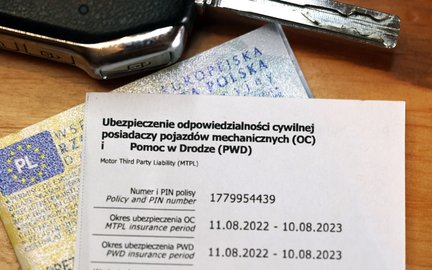 EUROPEJSKA
POLSKA
PL
Ubezpieczenie odpowiedzialności cywilnej
posiadaczy pojazdów mechanicznych (OC)
i Pomoc w Drodze (PWD)
Motor Third Party Liability (MTPL)
Numer i PIN polisy
Policy and PIN number
1779954439
Okres ubezpieczenia OC
MTPL insurance period
11.08.2022 - 10.08.2023
Okres ubezpieczenia PWD
PWD insurance period
11.08.2022 - 10.08.2023